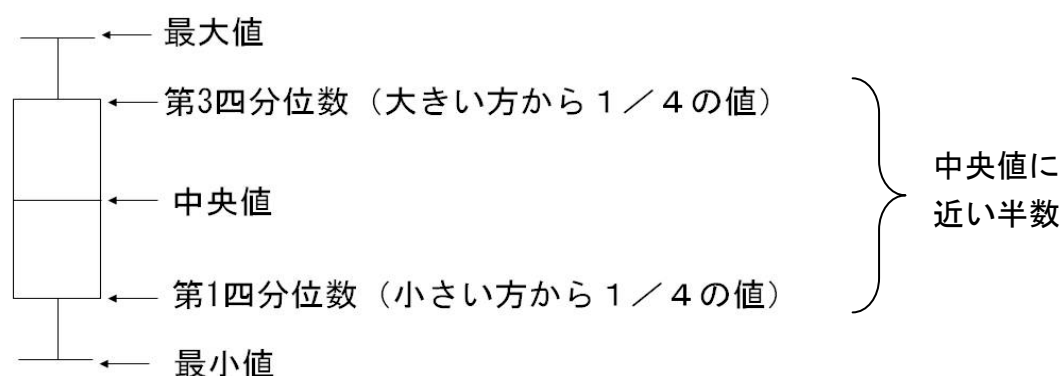 最大値
第3四分位数（大きい方から１／４の値）
中央値
第1四分位数（小さい方から１／４の値）
最小値
中央値に
近い半数